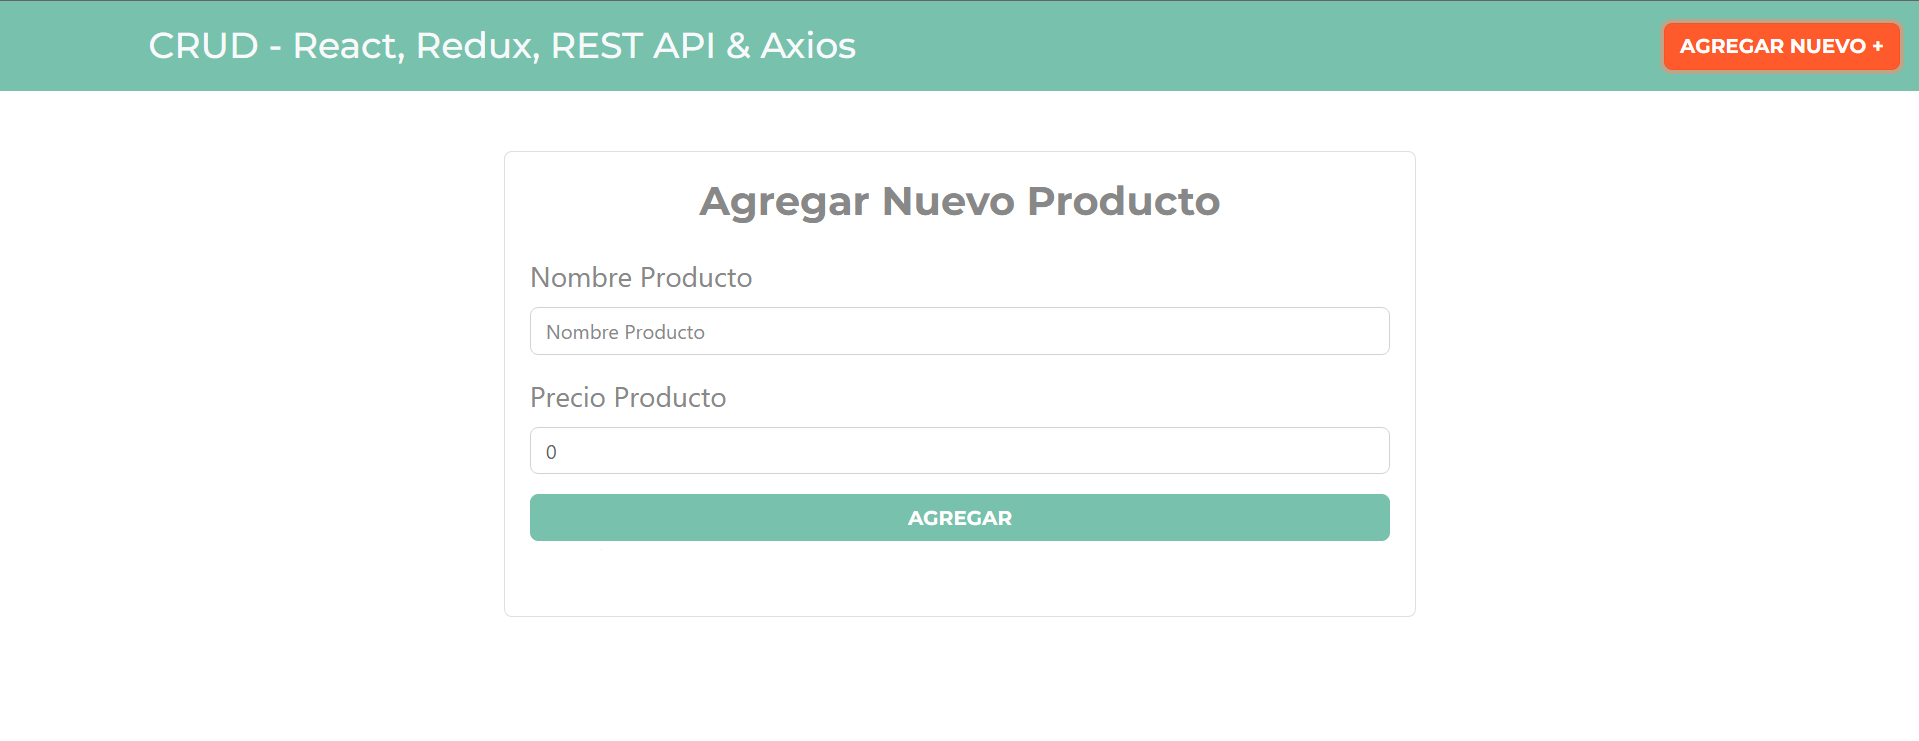 CRUD - React, Redux, REST API & Axios
AGREGAR NUEVO +
Agregar Nuevo Producto
Nombre Producto
Nombre Producto
Precio Producto
0
AGREGAR